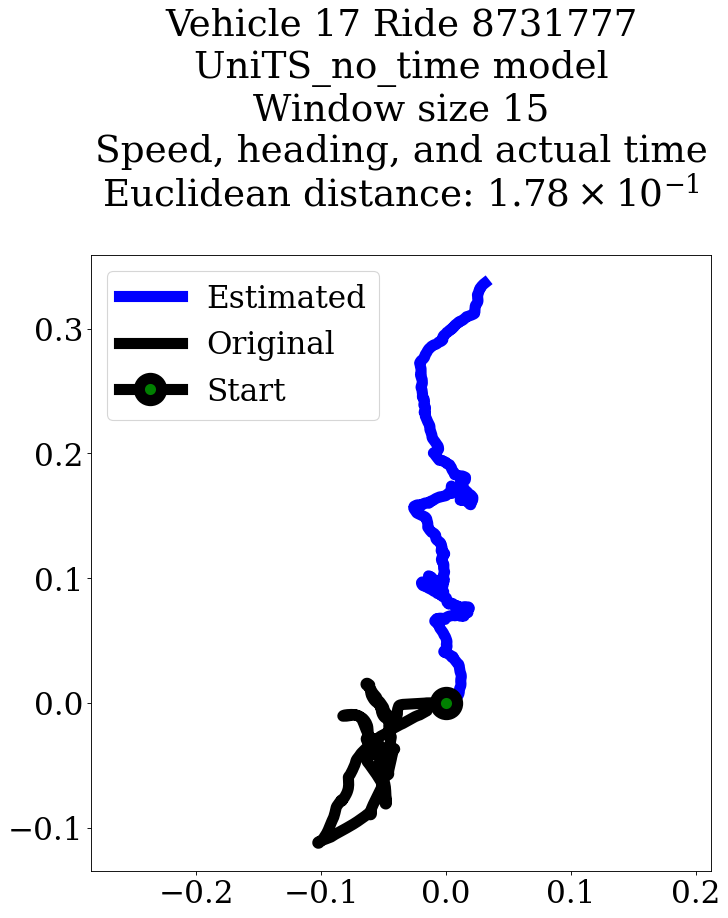 Vehicle 17 Ride 8731777
UniTS_no_time model
Window size 15
Speed, heading, and actual time
Euclidean distance: 1.78 × 10⁻¹
Estimated
Original
Start
0.3
0.2
0.1
0.0
−0.1
−0.2 −0.1 0.0 0.1 0.2